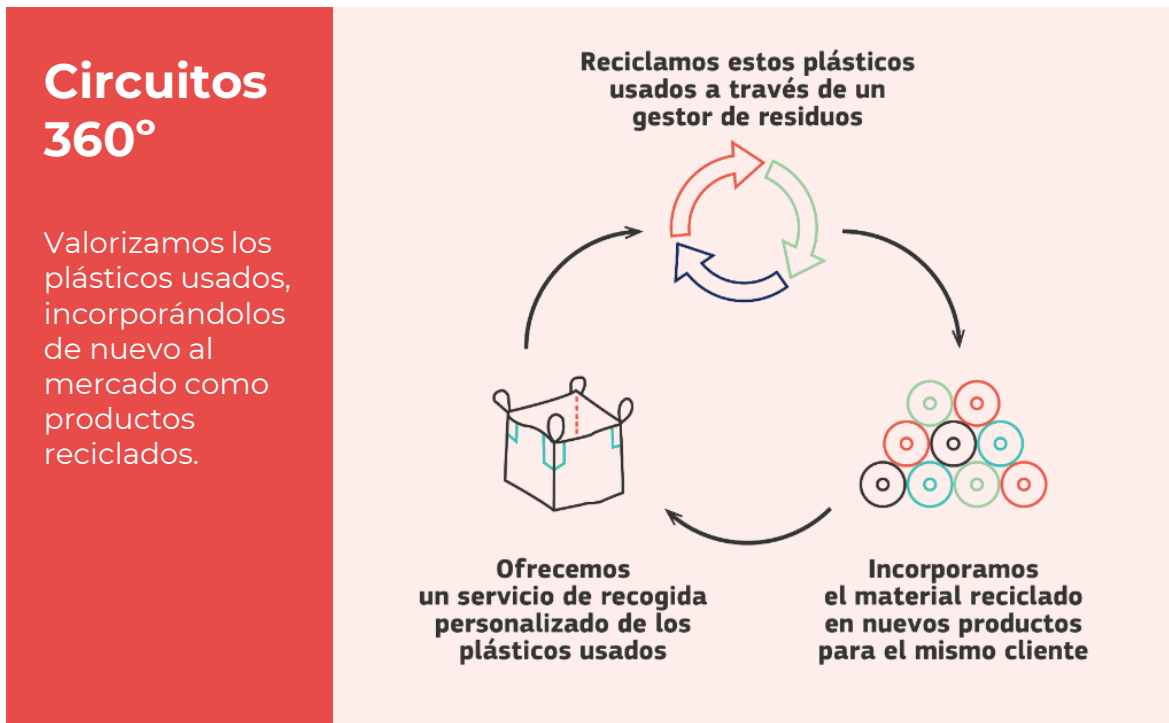 Circuitos
360º
Valorizamos los
plásticos usados,
incorporándolos
de nuevo al
mercado como
productos
reciclados.
Reciclamos estos plásticos
usados a través de un
gestor de residuos
Ofrecemos
un servicio de recogida
personalizado de los
plásticos usados
Incorporamos
el material reciclado
en nuevos productos
para el mismo cliente